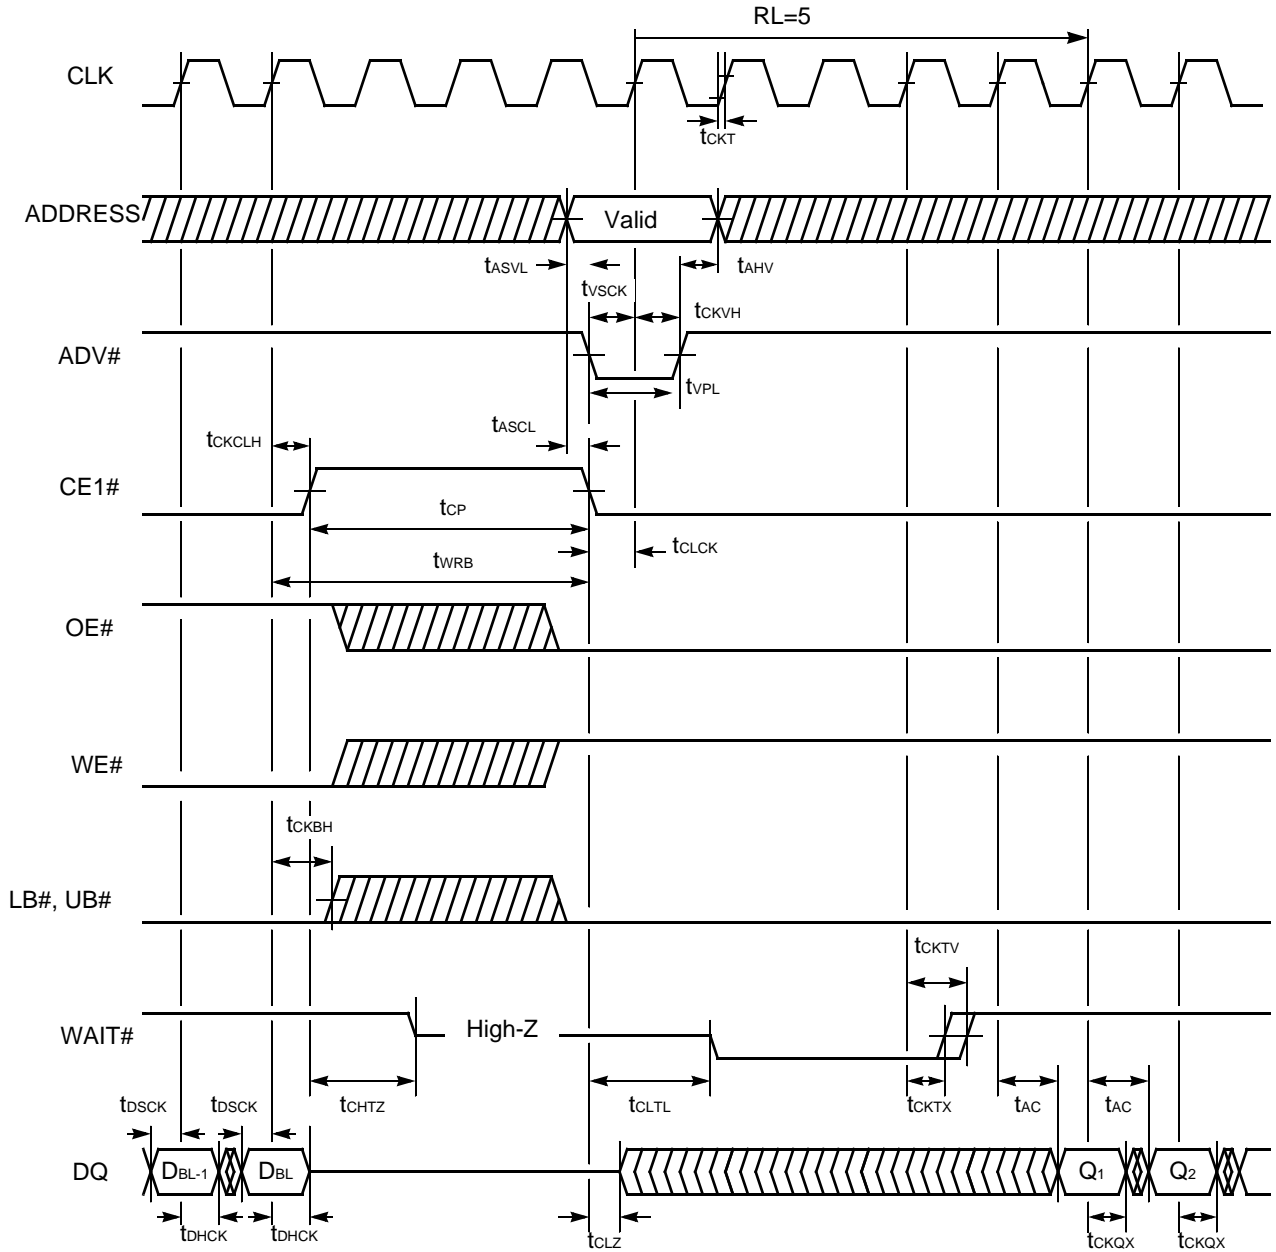 RL=5
CLK
tCKT
ADDRESS
Valid
tASVL
tAHV
tVSCK
tCKVH
ADV#
tVPL
tASCL
tCKCLH
CE1#
tCP
tCLCK
tWRB
OE#
WE#
tCKBH
LB#, UB#
tCKTV
WAIT#
High-Z
tDSCK
tDSCK
tCHTZ
tCLTL
tCKTX
tAC
tAC
DQ
DBL-1
DBL
Q1
Q2
tDHCK
tDHCK
tCLZ
tCKQX
tCKQX